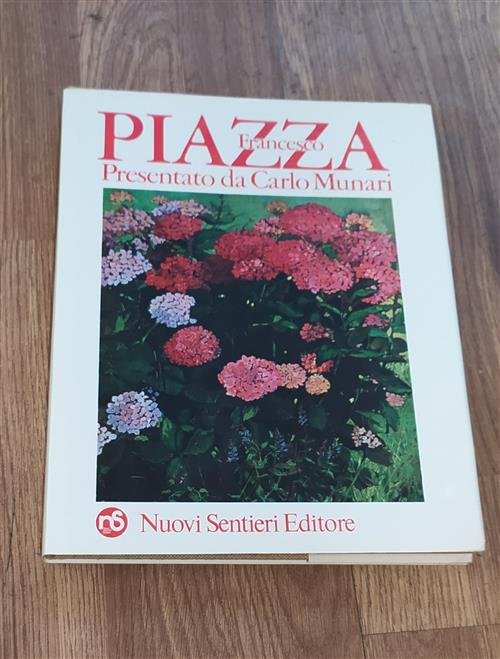 PIAZZA
Francesco
Presentato da Carlo Munari
nS
Nuovi Sentieri Editore